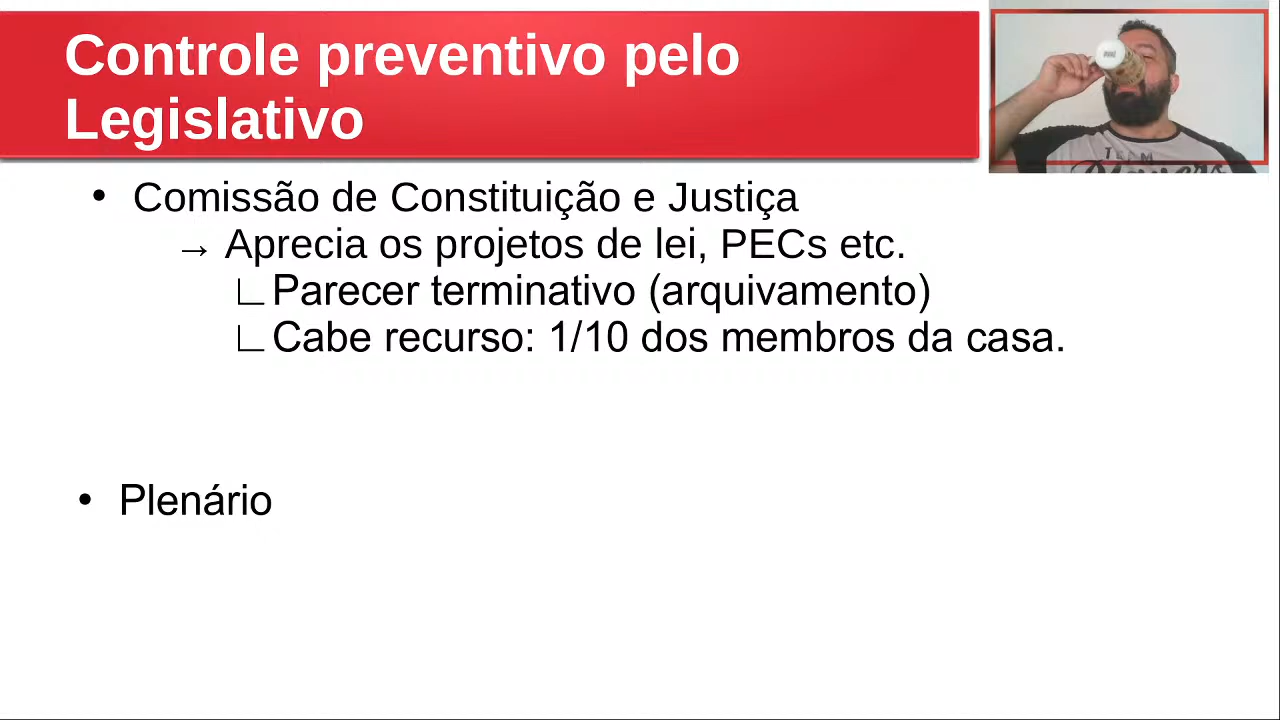 Controle preventivo pelo
Legislativo
• Comissão de Constituição e Justiça
→ Aprecia os projetos de lei, PECs etc.
∟Parecer terminativo (arquivamento)
∟Cabe recurso: 1/10 dos membros da casa.
• Plenário
TEAM